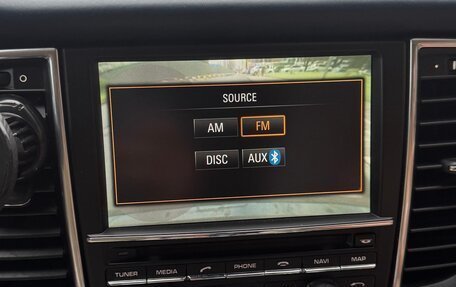 SOURCE
AM FM
DISC AUX
TUNER MEDIA PHONE NAVI MAP